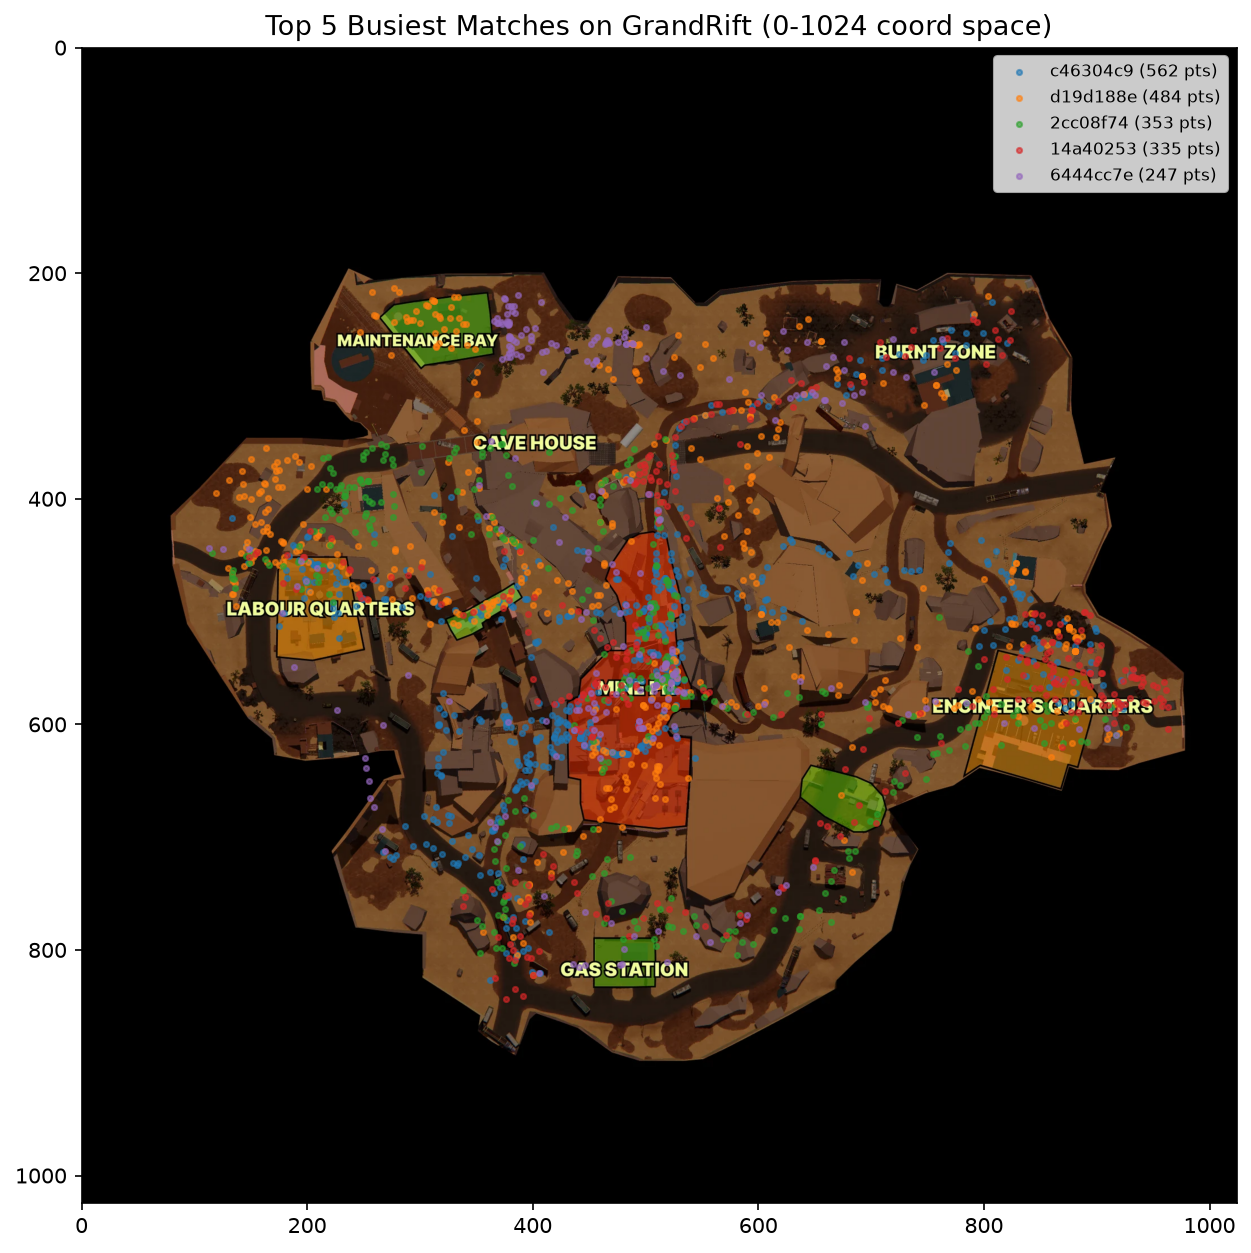 Top 5 Busiest Matches on GrandRift (0-1024 coord space)
c46304c9 (562 pts)
d19d188e (484 pts)
2cc08f74 (353 pts)
14a40253 (335 pts)
6444cc7e (247 pts)
0
200
400
600
800
1000
MAINTENANCE BAY
BURNT ZONE
CAVE HOUSE
LABOUR QUARTERS
MINE PIT
ENGINEER'S QUARTERS
GAS STATION
0
200
400
600
800
1000